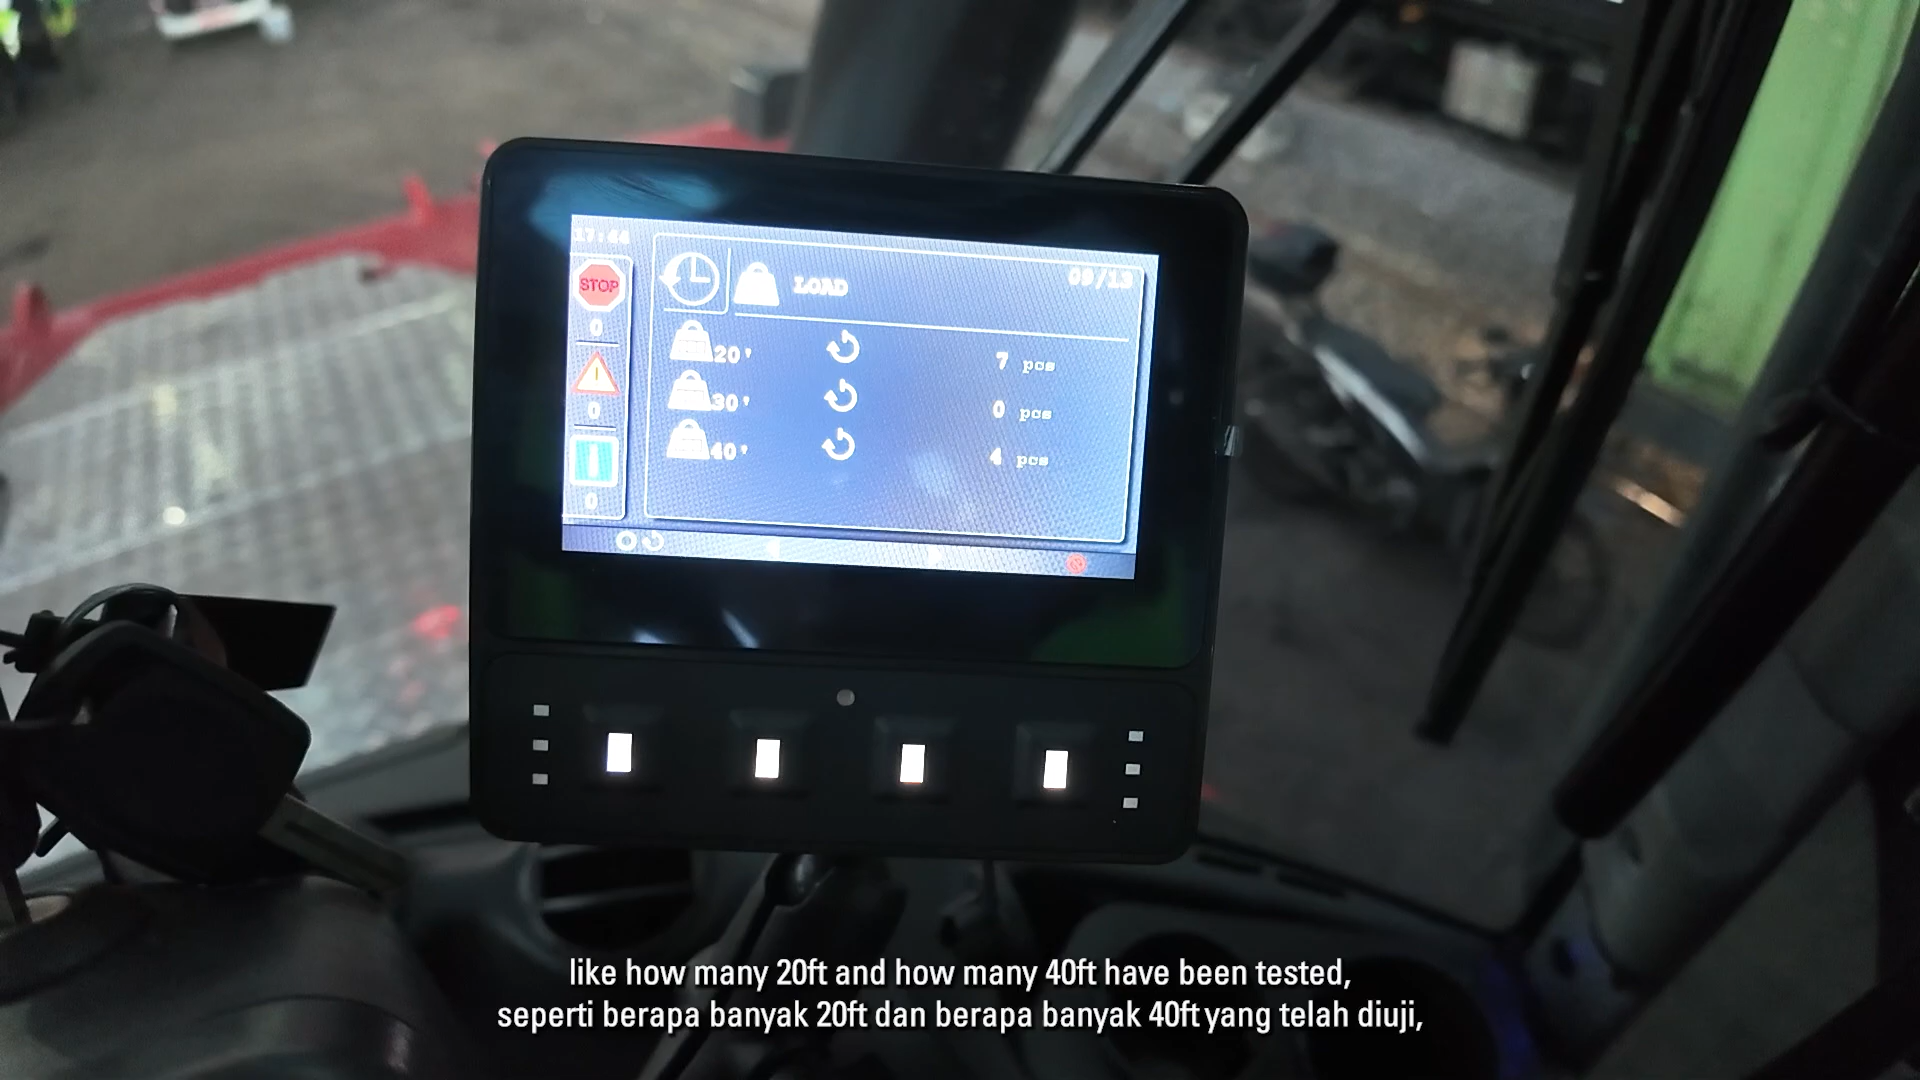 17:44
STOP
0
0
0
LOAD
09/13
20' 7 pcs
30' 0 pcs
40' 4 pcs
like how many 20ft and how many 40ft have been tested,
seperti berapa banyak 20ft dan berapa banyak 40ft yang telah diuji,